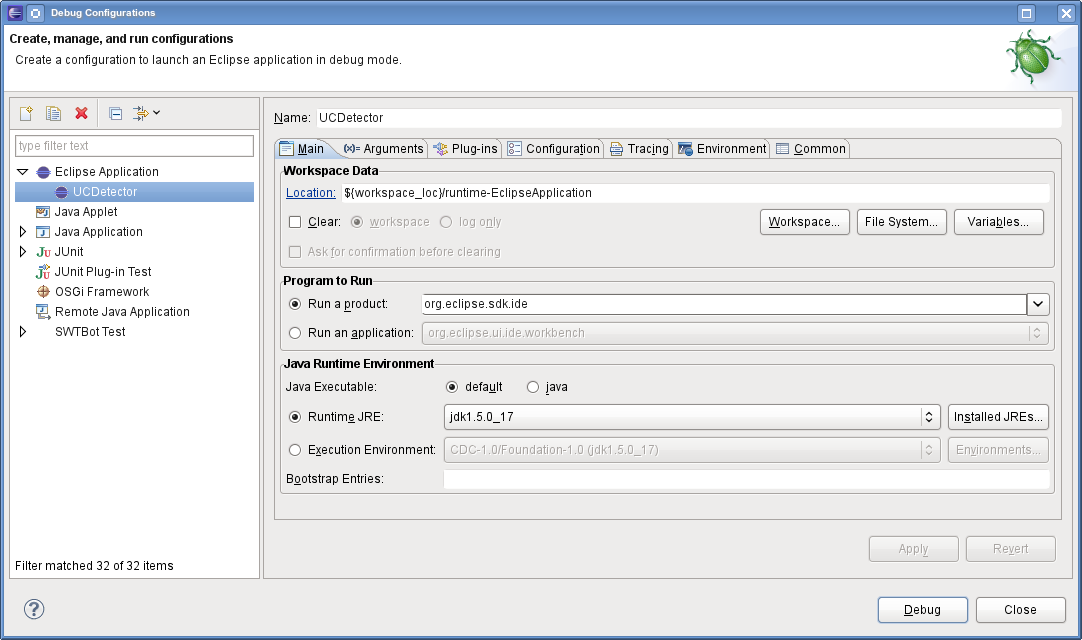 Debug Configurations
Create, manage, and run configurations
Create a configuration to launch an Eclipse application in debug mode.
type filter text
Eclipse Application
UCDetector
Java Applet
Java Application
JUnit
JUnit Plug-in Test
OSGi Framework
Remote Java Application
SWTBot Test
Filter matched 32 of 32 items
Name: UCDetector
Main (x)= Arguments Plug-ins Configuration Tracing Environment Common
Workspace Data
Location: ${workspace_loc}/runtime-EclipseApplication
Clear: workspace log only Workspace... File System... Variables...
Ask for confirmation before clearing
Program to Run
Run a product: org.eclipse.sdk.ide
Run an application: org.eclipse.ui.ide.workbench
Java Runtime Environment
Java Executable: default java
Runtime JRE: jdk1.5.0_17 Installed JREs...
Execution Environment: CDC-1.0/Foundation-1.0 (jdk1.5.0_17) Environments...
Bootstrap Entries:
Apply Revert
Debug Close